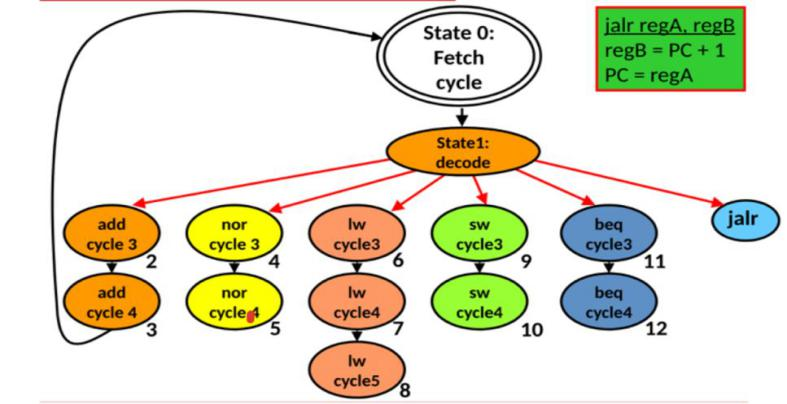 State 0:
Fetch
cycle
jalr regA, regB
regB = PC + 1
PC = regA
State1:
decode
add
cycle 3
2
nor
cycle 3
4
lw
cycle3
6
sw
cycle3
9
beq
cycle3
11
jalr
add
cycle 4
3
nor
cycle 4
5
lw
cycle4
7
sw
cycle4
10
beq
cycle4
12
lw
cycle5
8